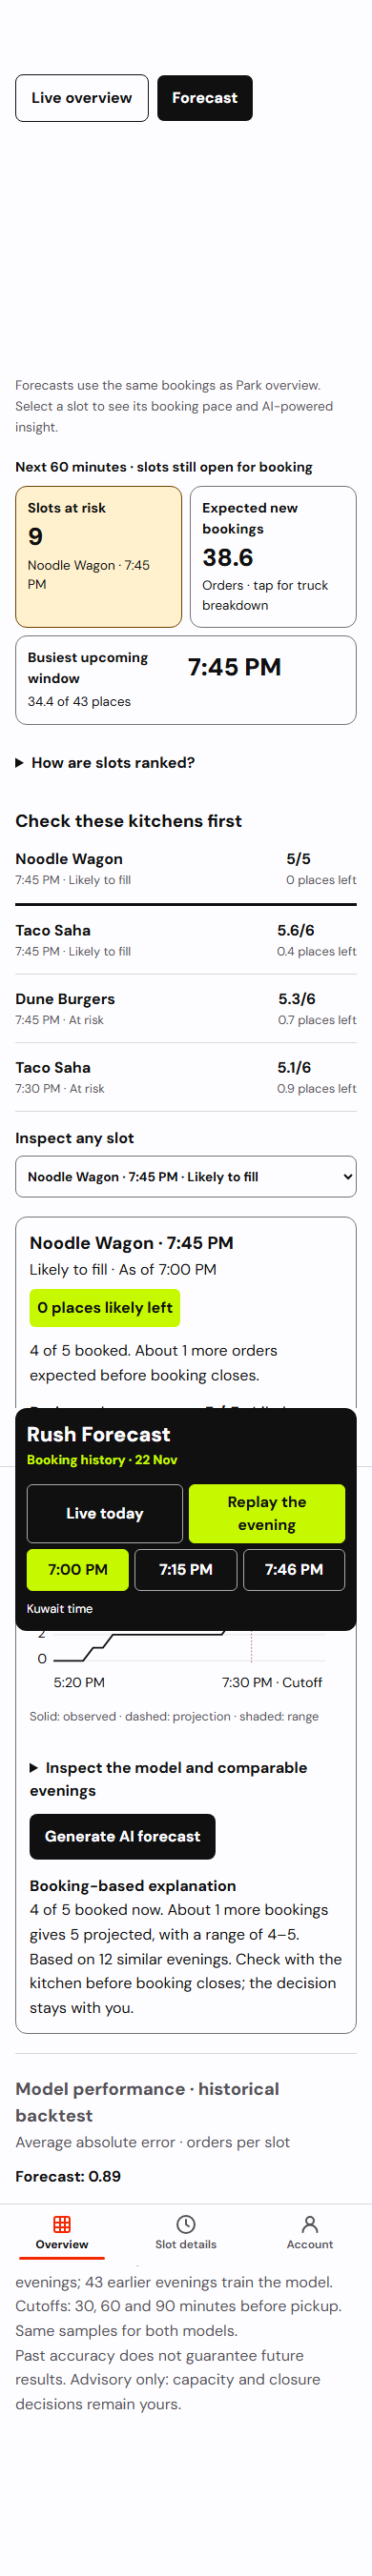 Live overview
Forecast
Forecasts use the same bookings as Park overview.
Select a slot to see its booking pace and AI-powered
insight.
Next 60 minutes · slots still open for booking
Slots at risk
9
Noodle Wagon · 7:45
PM
Expected new
bookings
38.6
Orders · tap for truck
breakdown
Busiest upcoming
window
34.4 of 43 places
7:45 PM
How are slots ranked?
Check these kitchens first
Noodle Wagon
5/5
7:45 PM · Likely to fill
0 places left
Taco Saha
5.6/6
7:45 PM · Likely to fill
0.4 places left
Dune Burgers
5.3/6
7:45 PM · At risk
0.7 places left
Taco Saha
5.1/6
7:30 PM · At risk
0.9 places left
Inspect any slot
Noodle Wagon · 7:45 PM · Likely to fill
Noodle Wagon · 7:45 PM
Likely to fill · As of 7:00 PM
0 places likely left
4 of 5 booked. About 1 more orders
expected before booking closes.
Rush Forecast
Booking history · 22 Nov
Live today
Replay the
evening
7:00 PM
7:15 PM
7:46 PM
Kuwait time
2
0
5:20 PM
7:30 PM · Cutoff
Solid: observed · dashed: projection · shaded: range
Inspect the model and comparable
evenings
Generate AI forecast
Booking-based explanation
4 of 5 booked now. About 1 more bookings
gives 5 projected, with a range of 4–5.
Based on 12 similar evenings. Check with the
kitchen before booking closes; the decision
stays with you.
Model performance · historical
backtest
Average absolute error · orders per slot
Forecast: 0.89
Overview
Slot details
Account
evenings; 43 earlier evenings train the model.
Cutoffs: 30, 60 and 90 minutes before pickup.
Same samples for both models.
Past accuracy does not guarantee future
results. Advisory only: capacity and closure
decisions remain yours.